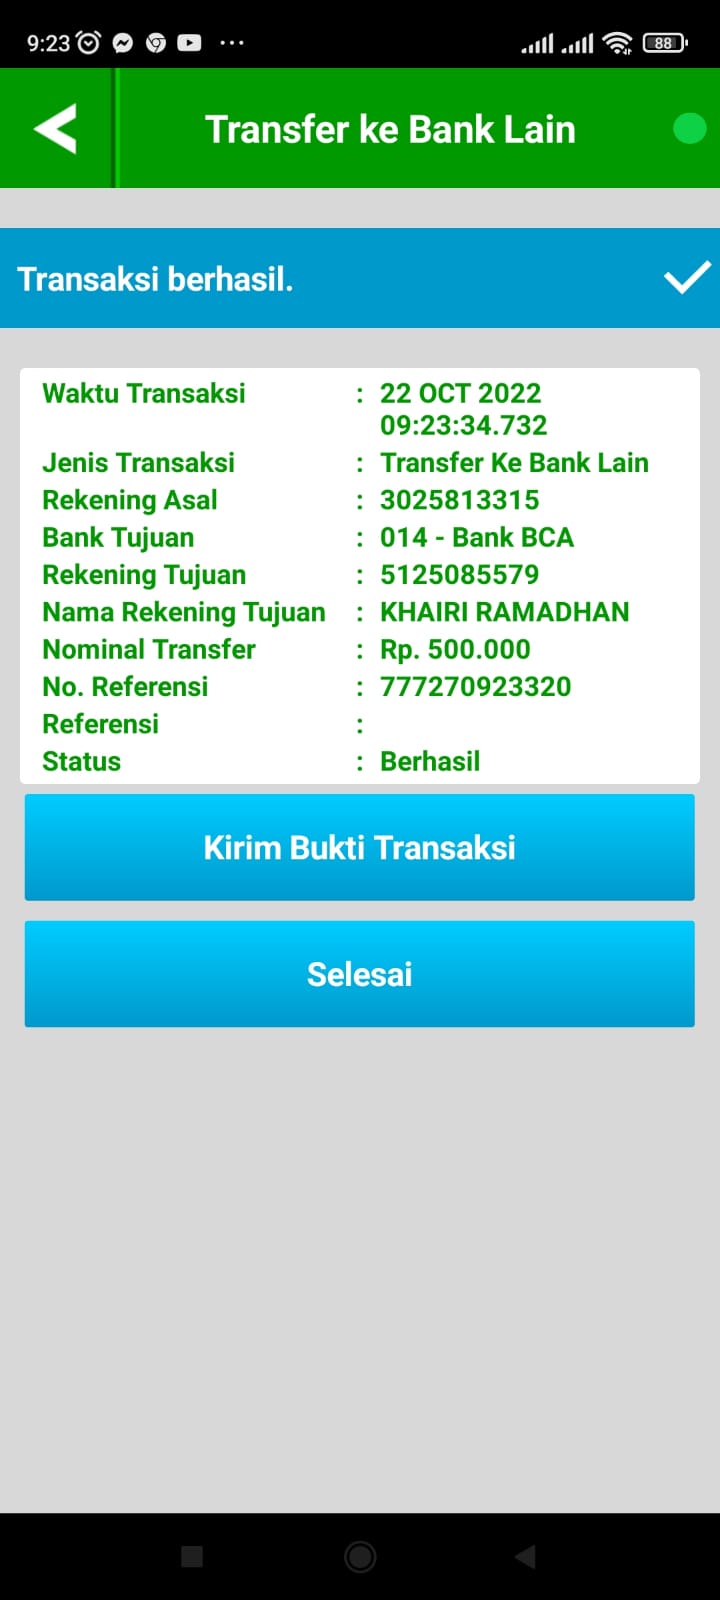 9:23
88
Transfer ke Bank Lain
Transaksi berhasil.
Waktu Transaksi : 22 OCT 2022
09:23:34.732
Jenis Transaksi : Transfer Ke Bank Lain
Rekening Asal : 3025813315
Bank Tujuan : 014 - Bank BCA
Rekening Tujuan : 5125085579
Nama Rekening Tujuan : KHAIRI RAMADHAN
Nominal Transfer : Rp. 500.000
No. Referensi : 777270923320
Referensi :
Status : Berhasil
Kirim Bukti Transaksi
Selesai